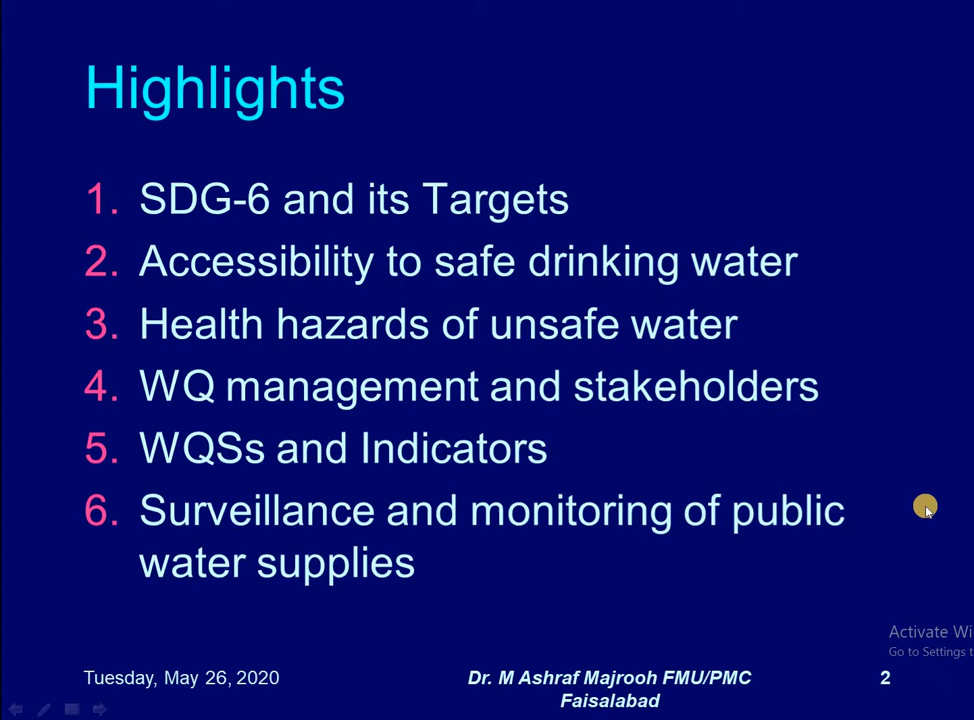 Highlights
1. SDG-6 and its Targets
2. Accessibility to safe drinking water
3. Health hazards of unsafe water
4. WQ management and stakeholders
5. WQSs and Indicators
6. Surveillance and monitoring of public
water supplies
Activate Wi
Go to Settings t
Tuesday, May 26, 2020
Dr. M Ashraf Majrooh FMU/PMC
Faisalabad
2